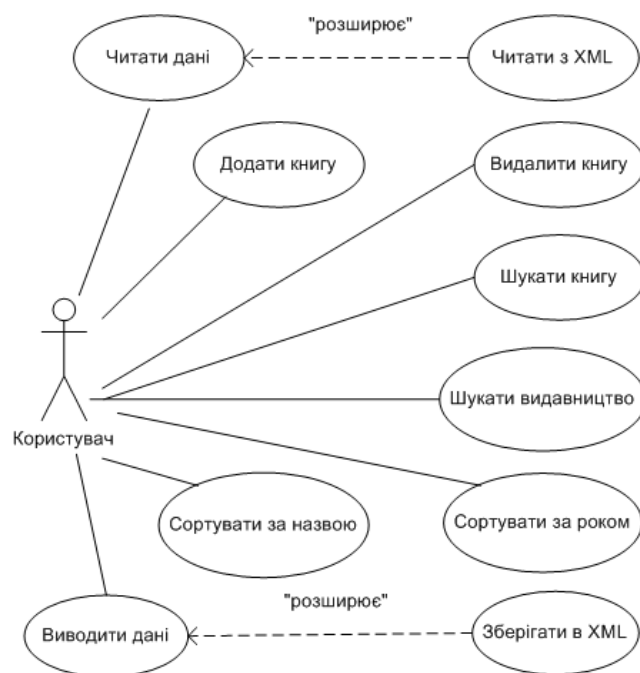 "розширює"
Читати дані
Читати з XML
Додати книгу
Видалити книгу
Шукати книгу
Шукати видавництво
Користувач
Сортувати за назвою
Сортувати за роком
"розширює"
Виводити дані
Зберігати в XML